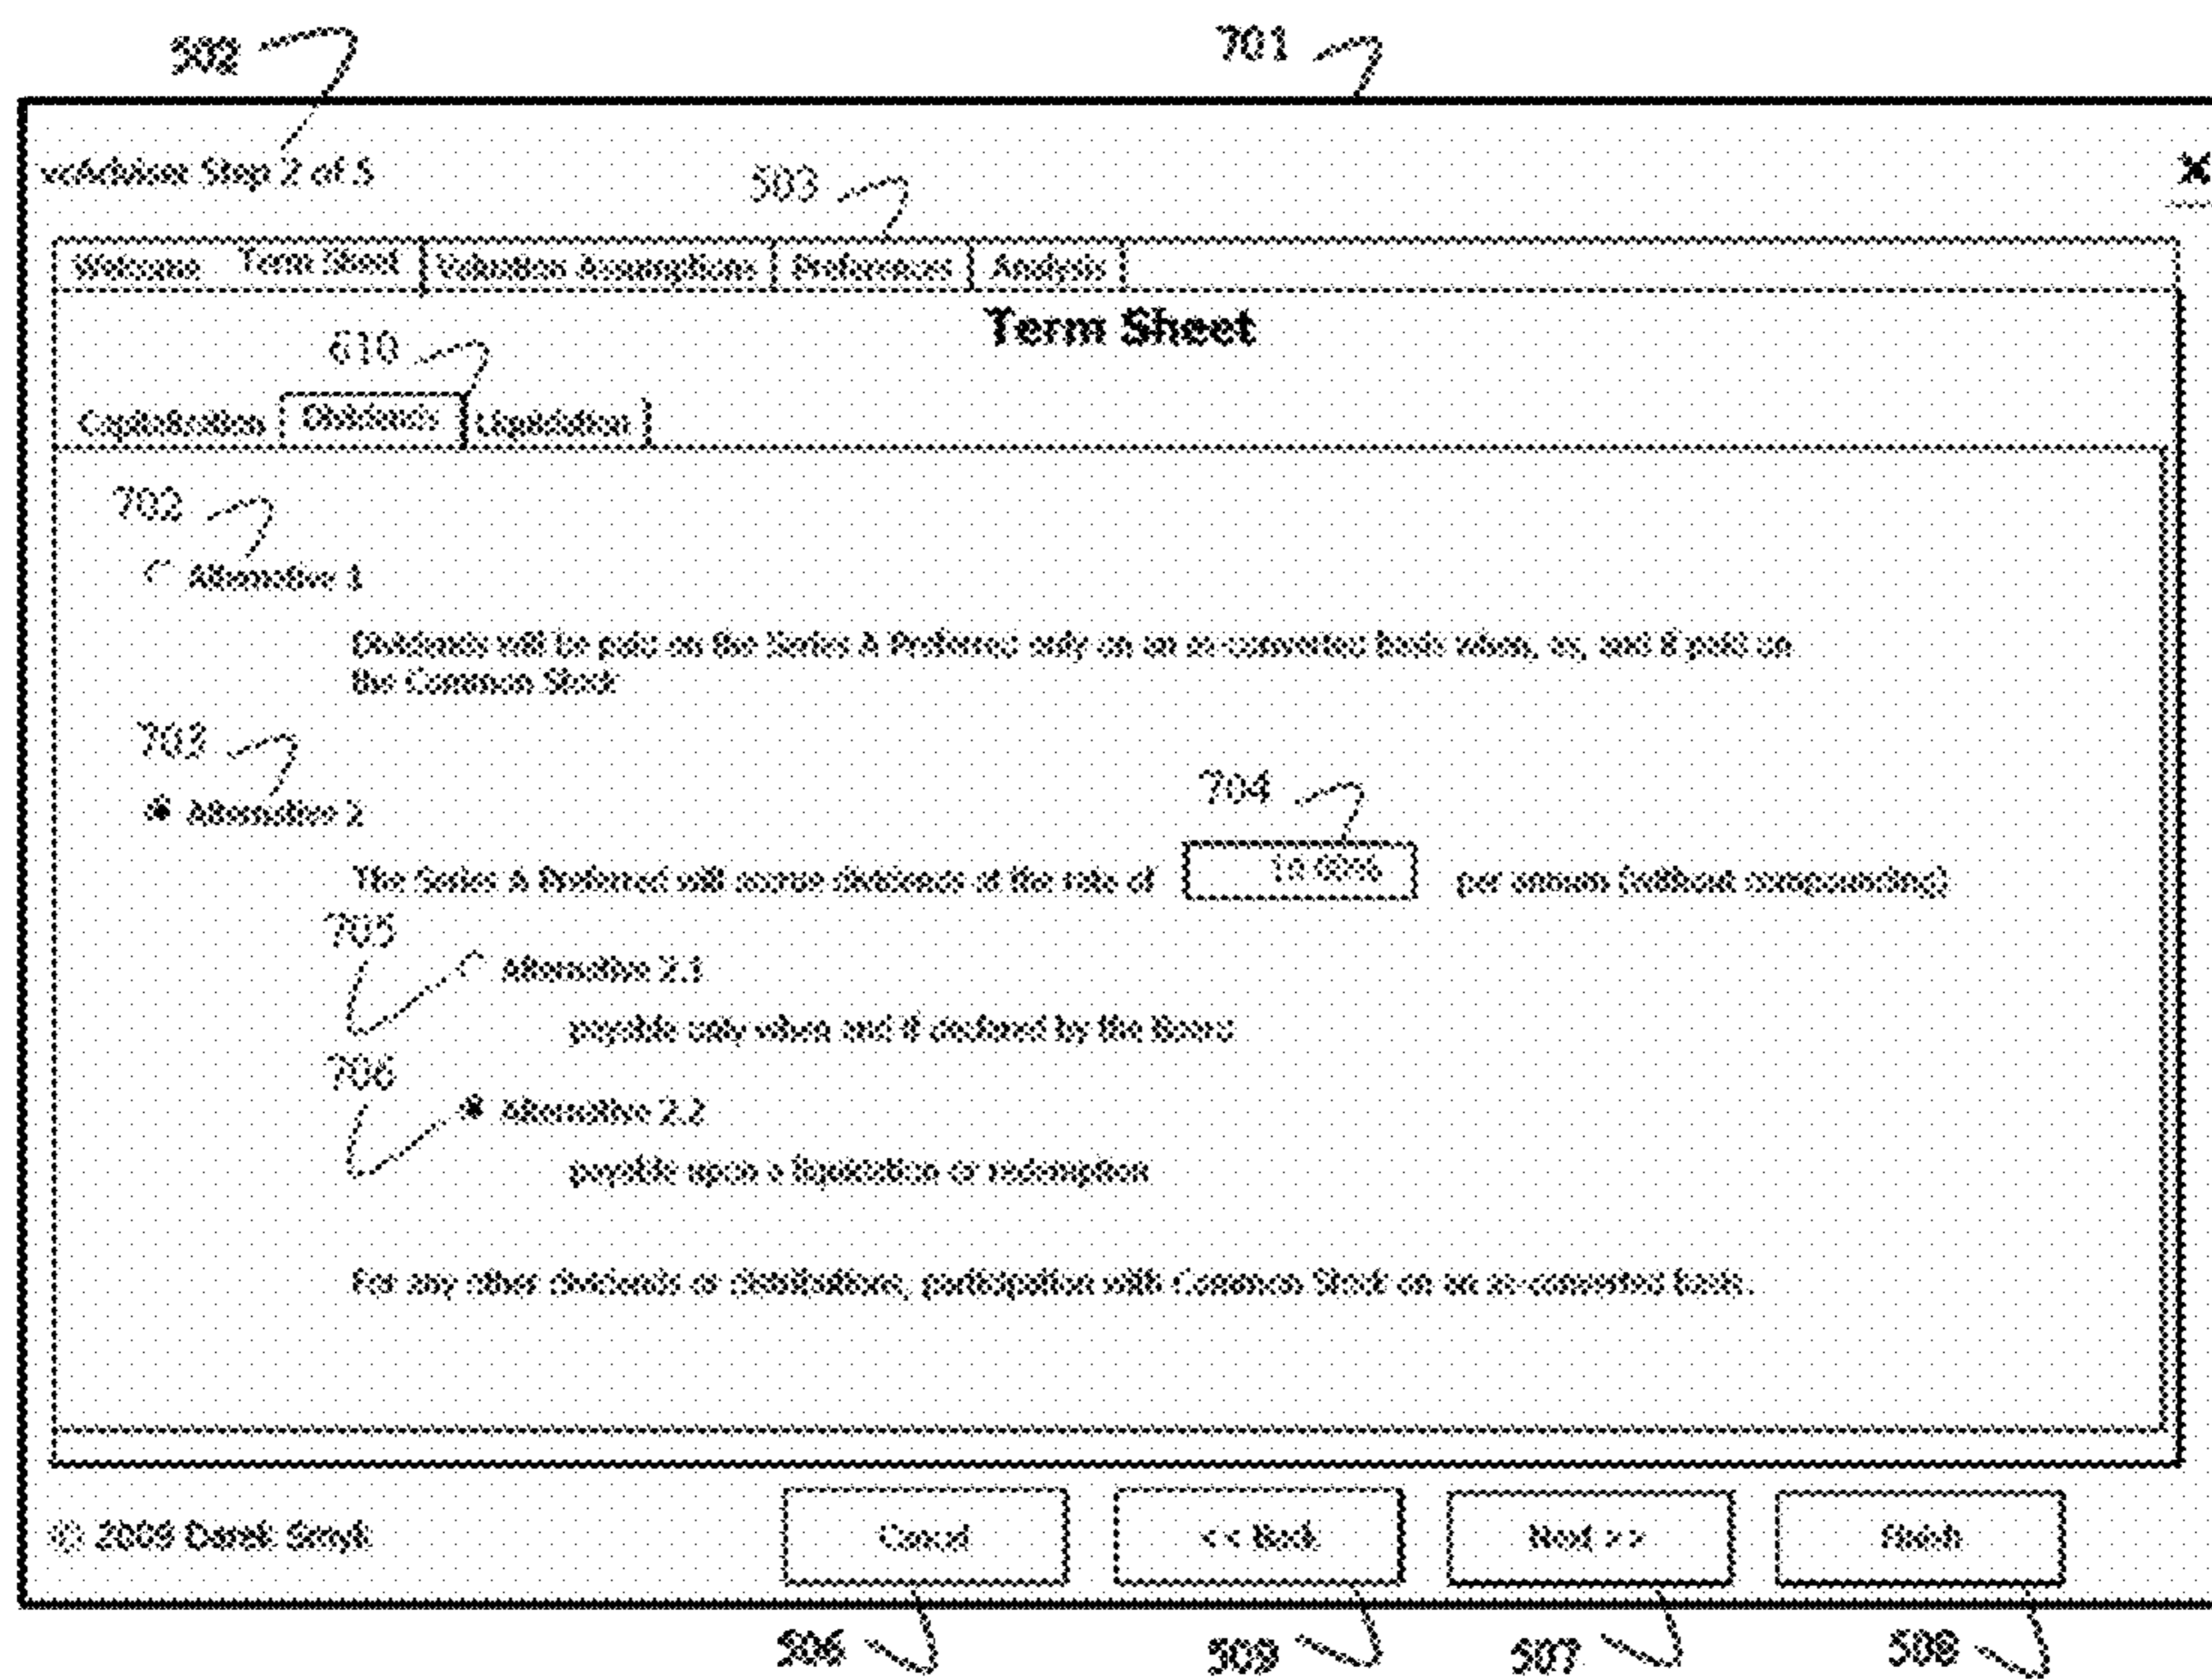 502
701
vcAdvisor Step 2 of 5
503
X
Welcome Term Sheet Valuation Assumptions Preferences Analysis
Term Sheet
610
Capitalization Dividends Liquidation
702
Alternative 1
Dividends will be paid on the Series A Preferred only on an as-converted basis when, as, and if paid on
the Common Stock
703
Alternative 2
704
The Series A Preferred will accrue dividends at the rate of 10.00% per annum (without compounding)
705
Alternative 2.1
payable only when and if declared by the Board
706
Alternative 2.2
payable upon a liquidation or redemption
For any other dividends or distributions, participation with Common Stock on an as-converted basis.
© 2009 Darek Smyk
Cancel << Back Next >> Finish
506 509 507 508